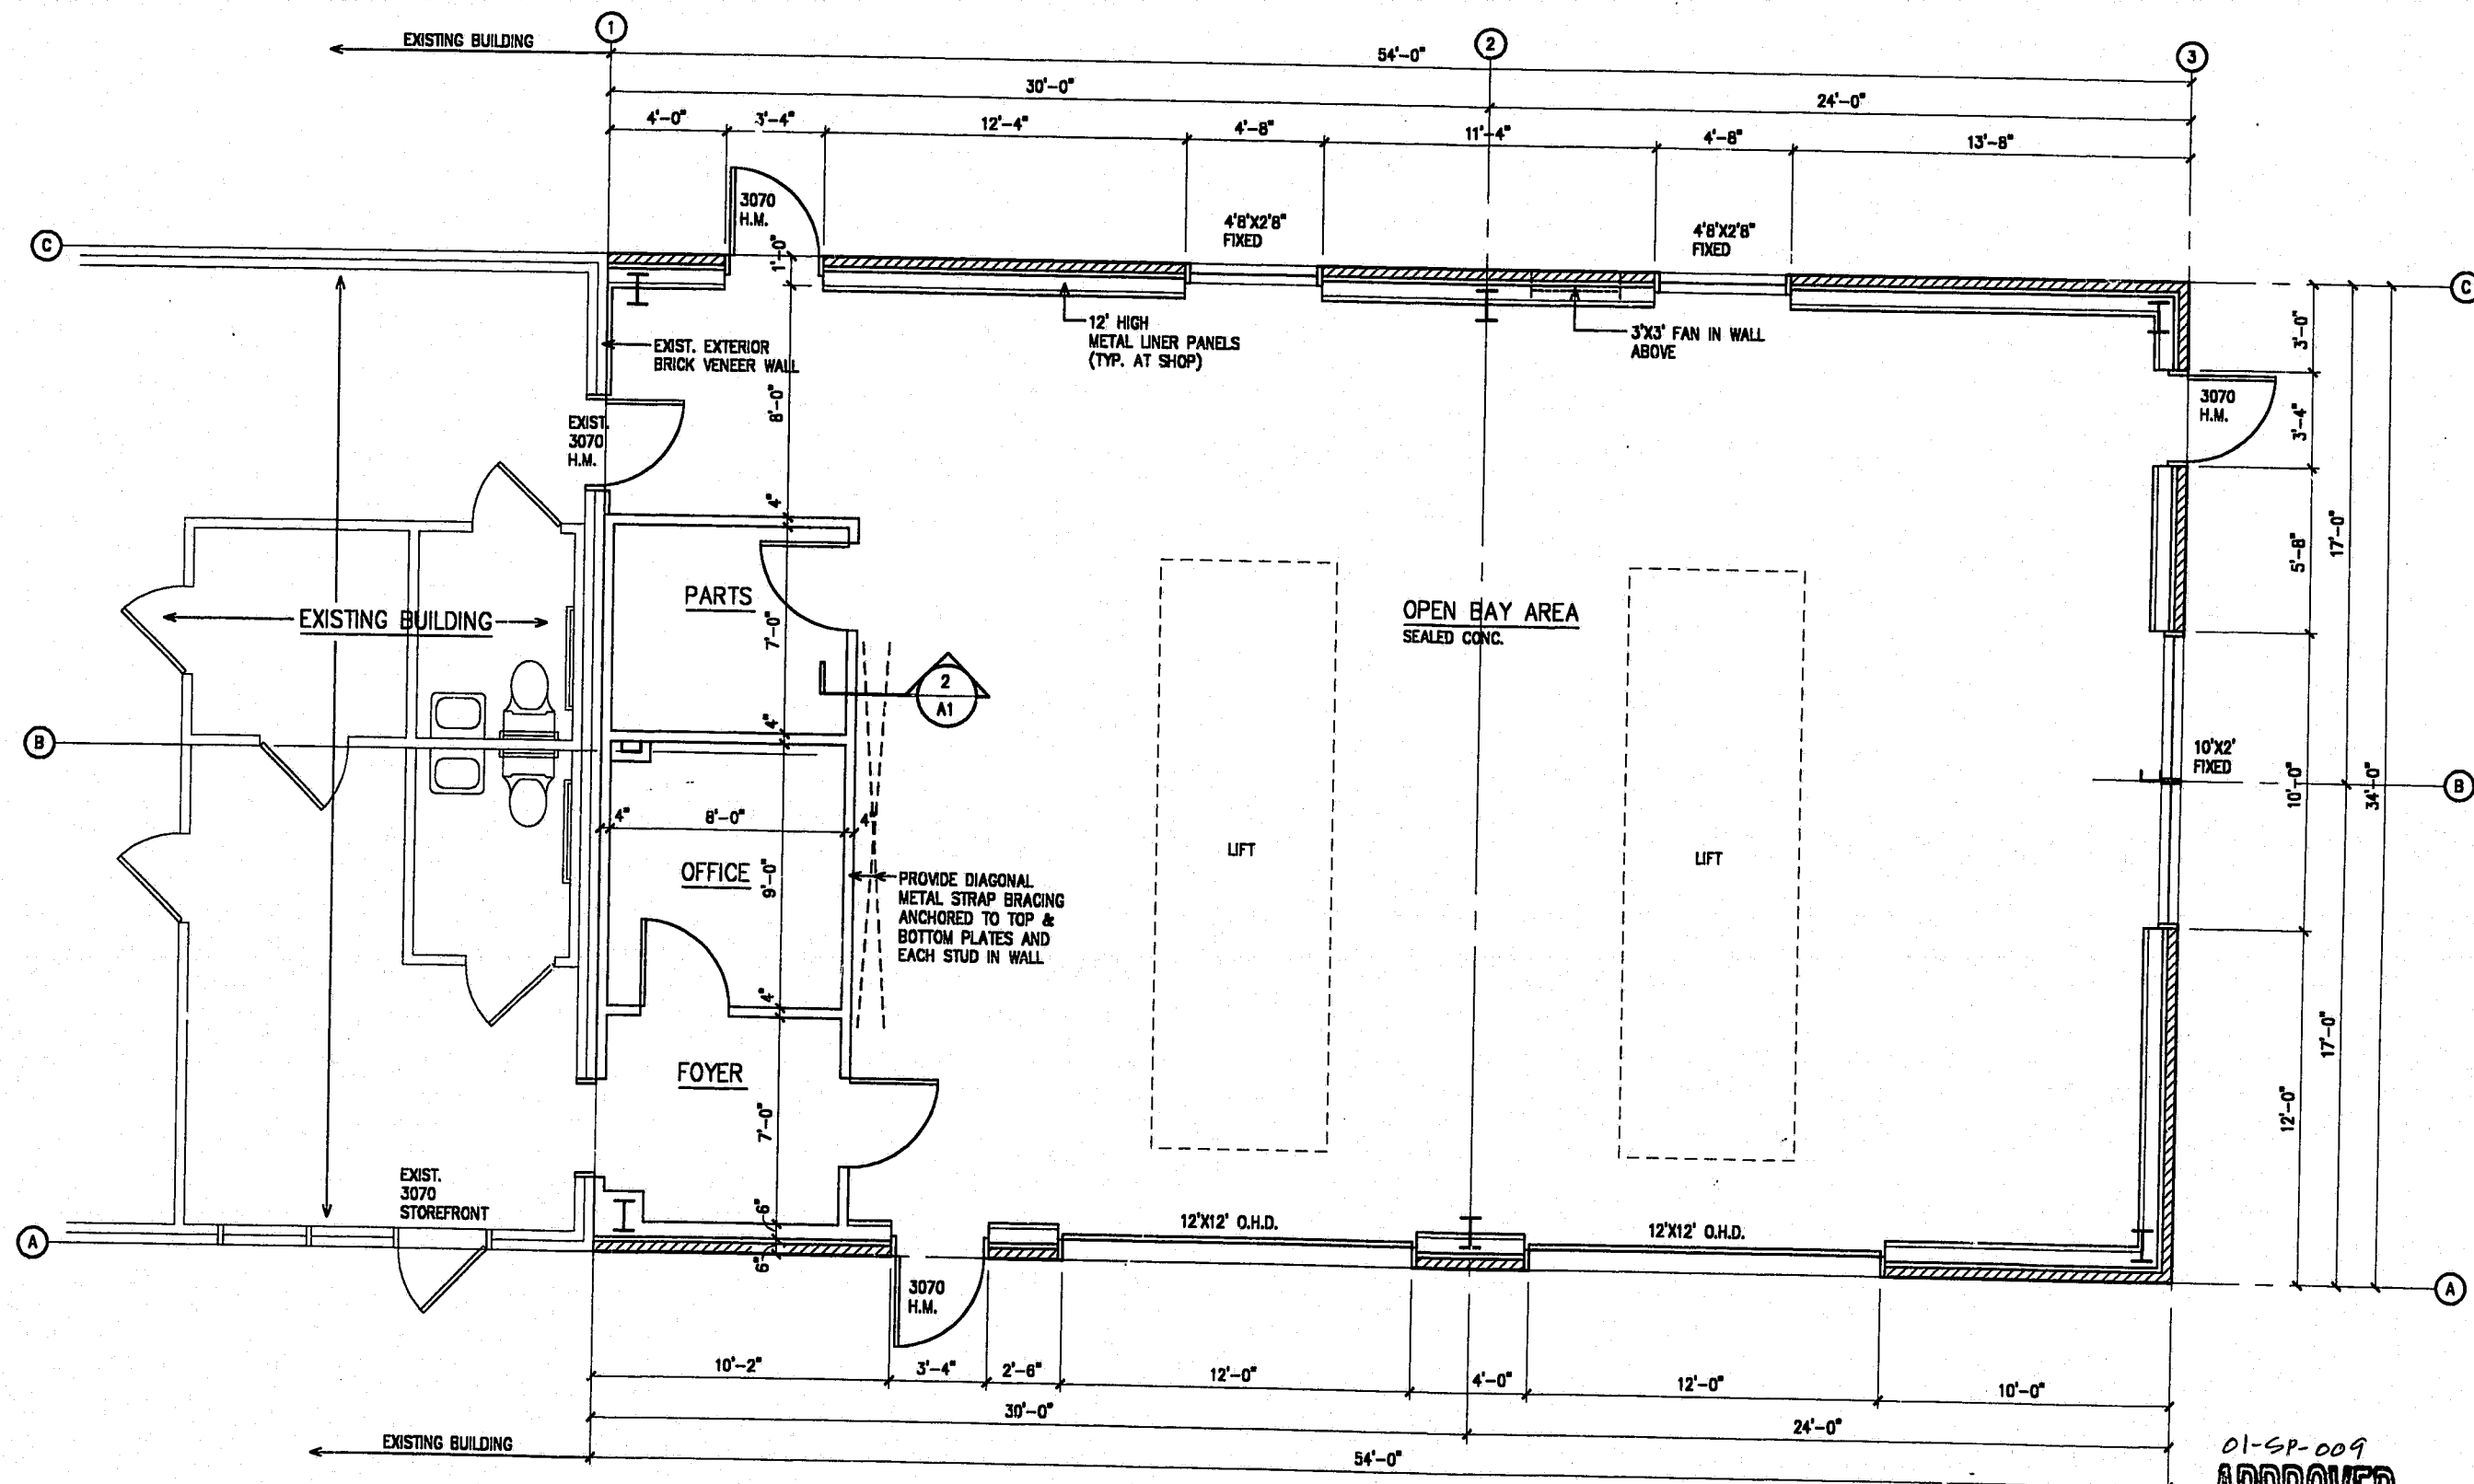 1
2
3
EXISTING BUILDING
54'-0"
30'-0"
24'-0"
4'-0"
3'-4"
12'-4"
4'-8"
11'-4"
4'-8"
13'-8"
3070
H.M.
1'-0"
4'8"X2'8"
FIXED
4'8"X2'8"
FIXED
C
C
12' HIGH
METAL LINER PANELS
(TYP. AT SHOP)
3'X3' FAN IN WALL
ABOVE
EXIST. EXTERIOR
BRICK VENEER WALL
8'-0"
EXIST.
3070
H.M.
3'-0"
3070
H.M.
3'-4"
4"
5'-8"
17'-0"
PARTS
7'-0"
EXISTING BUILDING
OPEN BAY AREA
SEALED CONC.
2
A1
4"
B
B
10'X2'
FIXED
10'-0"
34'-0"
4"
8'-0"
4"
LIFT
LIFT
OFFICE
9'-0"
PROVIDE DIAGONAL
METAL STRAP BRACING
ANCHORED TO TOP &
BOTTOM PLATES AND
EACH STUD IN WALL
4"
17'-0"
FOYER
7'-0"
12'-0"
EXIST.
3070
STOREFRONT
6"
6"
12'X12' O.H.D.
12'X12' O.H.D.
A
A
3070
H.M.
10'-2"
3'-4"
2'-6"
12'-0"
4'-0"
12'-0"
10'-0"
30'-0"
24'-0"
EXISTING BUILDING
54'-0"
01-SP-009
APPROVED